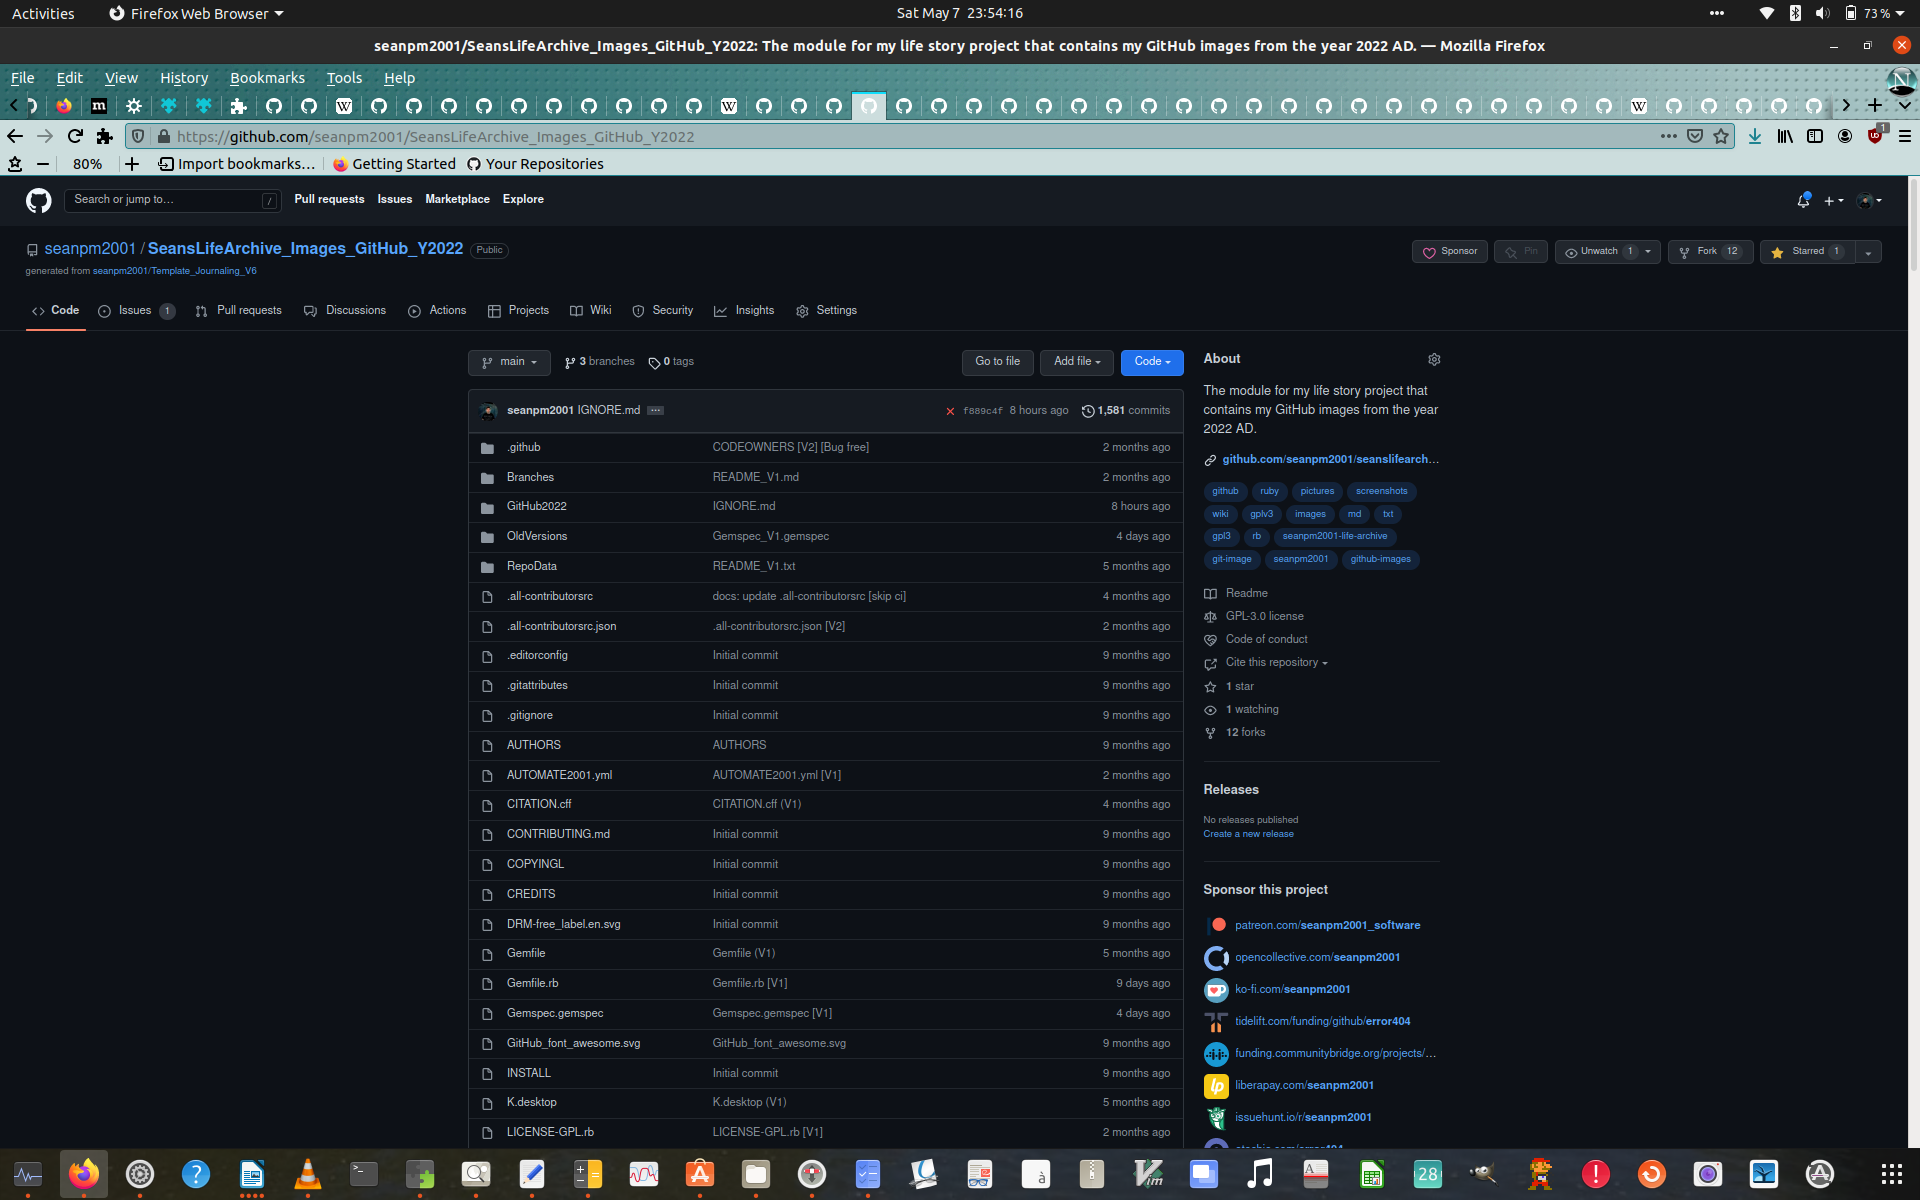 Activities
Firefox Web Browser
Sat May 7 23:54:16
73 %
seanpm2001/SeansLifeArchive_Images_GitHub_Y2022: The module for my life story project that contains my GitHub images from the year 2022 AD. — Mozilla Firefox
File Edit View History Bookmarks Tools Help
https://github.com/seanpm2001/SeansLifeArchive_Images_GitHub_Y2022
1
80%
Import bookmarks…
Getting Started
Your Repositories
Search or jump to…
/
Pull requests
Issues
Marketplace
Explore
seanpm2001 / SeansLifeArchive_Images_GitHub_Y2022
Public
generated from seanpm2001/Template_Journaling_V6
Sponsor
Pin
Unwatch 1
Fork 12
Starred 1
Code
Issues 1
Pull requests
Discussions
Actions
Projects
Wiki
Security
Insights
Settings
main
3 branches
0 tags
Go to file
Add file
Code
seanpm2001 IGNORE.md
f889c4f 8 hours ago
1,581 commits
.github CODEOWNERS [V2] [Bug free] 2 months ago
Branches README_V1.md 2 months ago
GitHub2022 IGNORE.md 8 hours ago
OldVersions Gemspec_V1.gemspec 4 days ago
RepoData README_V1.txt 5 months ago
.all-contributorsrc docs: update .all-contributorsrc [skip ci] 4 months ago
.all-contributorsrc.json .all-contributorsrc.json [V2] 2 months ago
.editorconfig Initial commit 9 months ago
.gitattributes Initial commit 9 months ago
.gitignore Initial commit 9 months ago
AUTHORS AUTHORS 9 months ago
AUTOMATE2001.yml AUTOMATE2001.yml [V1] 2 months ago
CITATION.cff CITATION.cff (V1) 4 months ago
CONTRIBUTING.md Initial commit 9 months ago
COPYINGL Initial commit 9 months ago
CREDITS Initial commit 9 months ago
DRM-free_label.en.svg Initial commit 9 months ago
Gemfile Gemfile (V1) 5 months ago
Gemfile.rb Gemfile.rb [V1] 9 days ago
Gemspec.gemspec Gemspec.gemspec [V1] 4 days ago
GitHub_font_awesome.svg GitHub_font_awesome.svg 9 months ago
INSTALL Initial commit 9 months ago
K.desktop K.desktop (V1) 5 months ago
LICENSE-GPL.rb LICENSE-GPL.rb [V1] 2 months ago
About
The module for my life story project that
contains my GitHub images from the year
2022 AD.
github.com/seanpm2001/seanslifearch…
github ruby pictures screenshots
wiki gplv3 images md txt
gpl3 rb seanpm2001-life-archive
git-image seanpm2001 github-images
Readme
GPL-3.0 license
Code of conduct
Cite this repository
1 star
1 watching
12 forks
Releases
No releases published
Create a new release
Sponsor this project
patreon.com/seanpm2001_software
opencollective.com/seanpm2001
ko-fi.com/seanpm2001
tidelift.com/funding/github/error404
funding.communitybridge.org/projects/…
liberapay.com/seanpm2001
issuehunt.io/r/seanpm2001
28